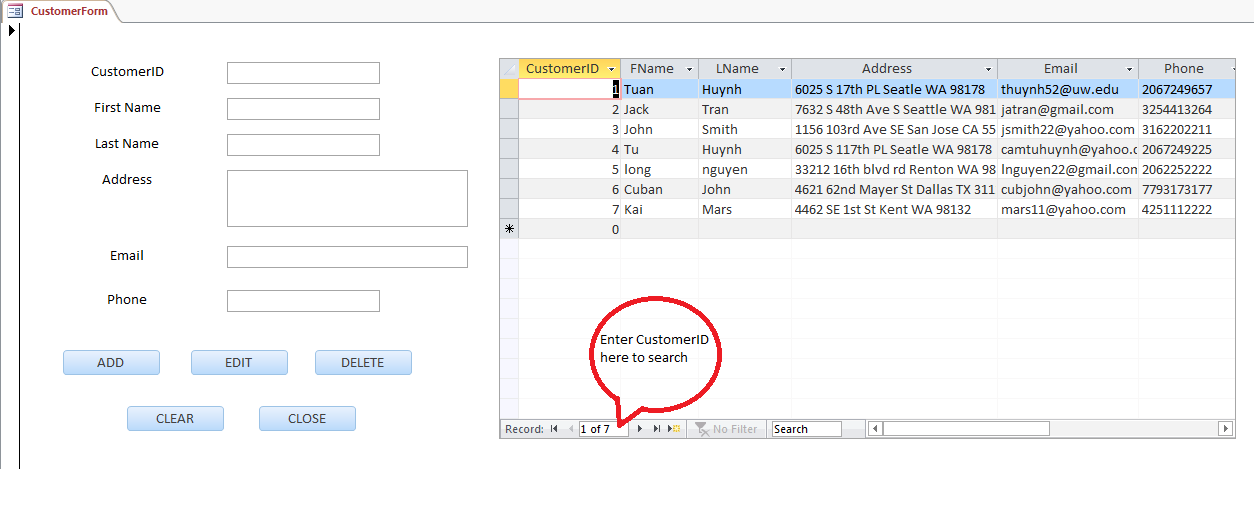 CustomerForm
CustomerID
First Name
Last Name
Address
Email
Phone
ADD EDIT DELETE
CLEAR CLOSE
CustomerID FName LName Address Email Phone
1 Tuan Huynh 6025 S 17th PL Seatle WA 98178 thuynh52@uw.edu 2067249657
2 Jack Tran 7632 S 48th Ave S Seattle WA 981 jatran@gmail.com 3254413264
3 John Smith 1156 103rd Ave SE San Jose CA 55 jsmith22@yahoo.com 3162202211
4 Tu Huynh 6025 S 117th PL Seatle WA 98178 camtuhuynh@yahoo.c 2067249225
5 long nguyen 33212 16th blvd rd Renton WA 98 lnguyen22@gmail.com 2062252222
6 Cuban John 4621 62nd Mayer St Dallas TX 311 cubjohn@yahoo.com 7793173177
7 Kai Mars 4462 SE 1st St Kent WA 98132 mars11@yahoo.com 4251112222
0
Enter CustomerID
here to search
Record: 1 of 7 No Filter Search